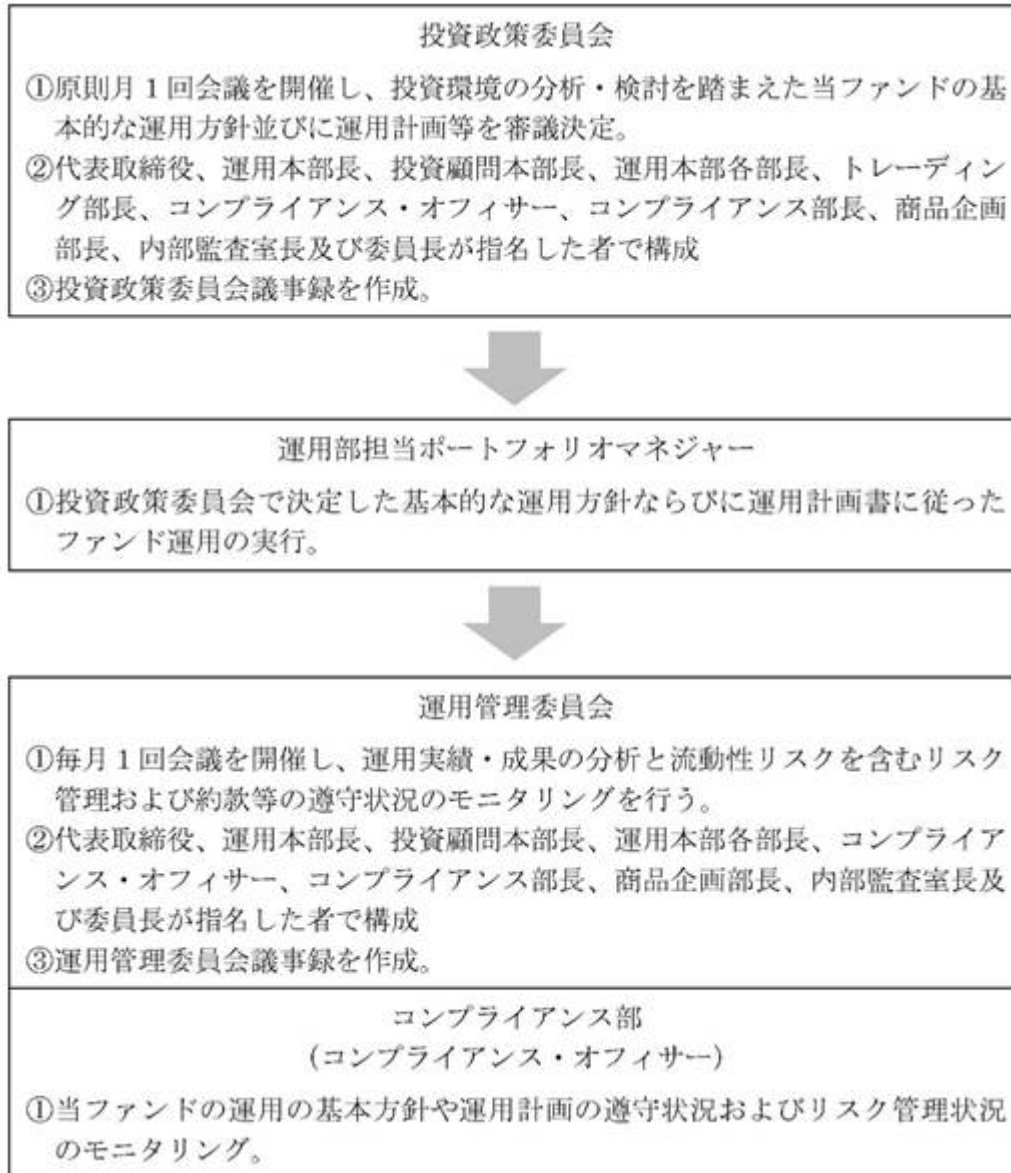 投資政策委員会
①原則月1回会議を開催し、投資環境の分析・検討を踏まえた当ファンドの基
本的な運用方針並びに運用計画等を審議決定。
②代表取締役、運用本部長、投資顧問本部長、運用本部各部長、トレーディン
グ部長、コンプライアンス・オフィサー、コンプライアンス部長、商品企画
部長、内部監査室長及び委員長が指名した者で構成
③投資政策委員会議事録を作成。
運用部担当ポートフォリオマネジャー
①投資政策委員会で決定した基本的な運用方針ならびに運用計画書に従った
ファンド運用の実行。
運用管理委員会
①毎月1回会議を開催し、運用実績・成果の分析と流動性リスクを含むリスク
管理および約款等の遵守状況のモニタリングを行う。
②代表取締役、運用本部長、投資顧問本部長、運用本部各部長、コンプライア
ンス・オフィサー、コンプライアンス部長、商品企画部長、内部監査室長及
び委員長が指名した者で構成
③運用管理委員会議事録を作成。
コンプライアンス部
(コンプライアンス・オフィサー)
①当ファンドの運用の基本方針や運用計画の遵守状況およびリスク管理状況
のモニタリング。